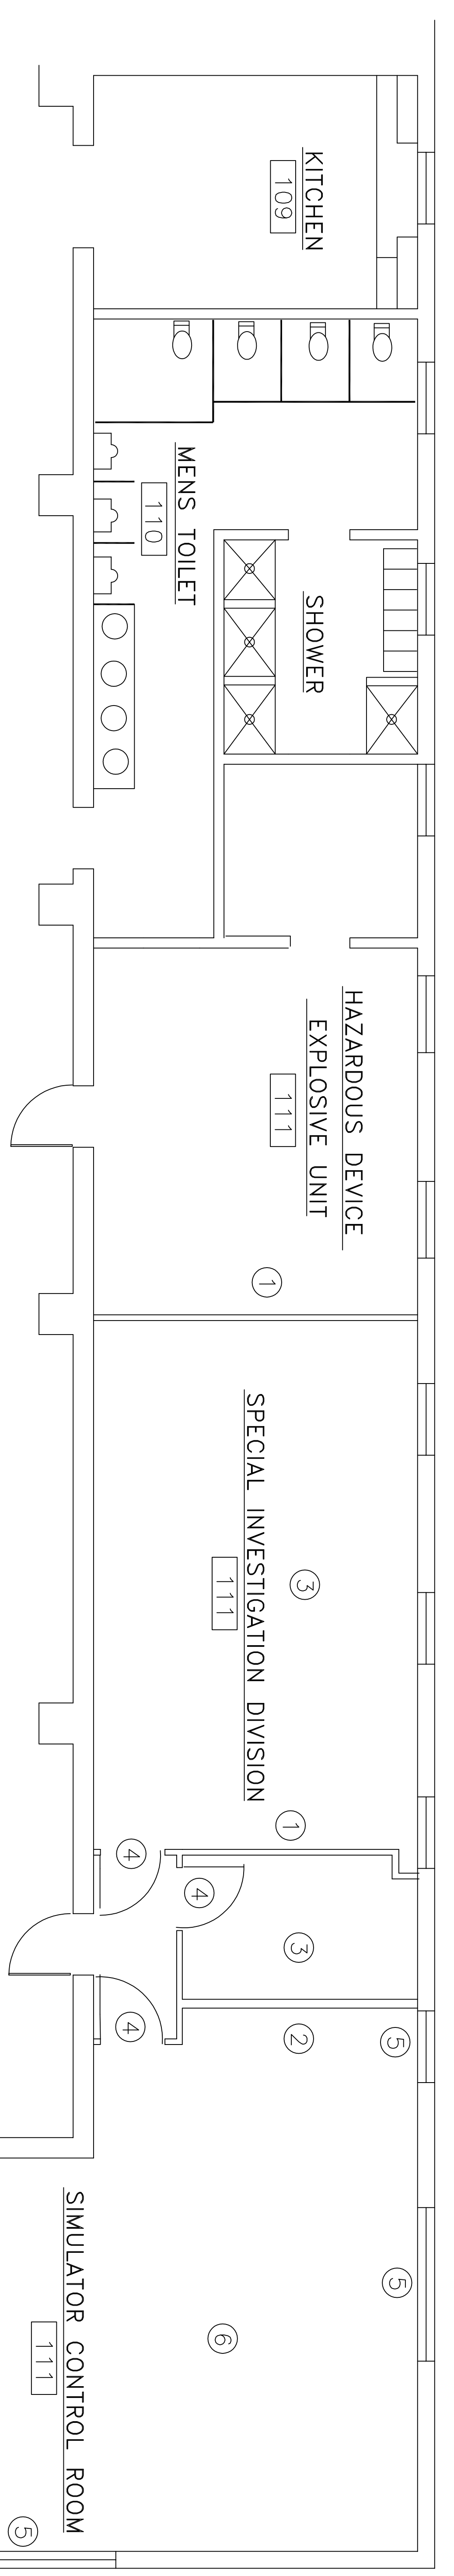 KITCHEN
109
MENS TOILET
110
SHOWER
HAZARDOUS DEVICE
EXPLOSIVE UNIT
111
1
SPECIAL INVESTIGATION DIVISION
111
3
1
4
4
3
4
2
5
5
6
SIMULATOR CONTROL ROOM
111
5